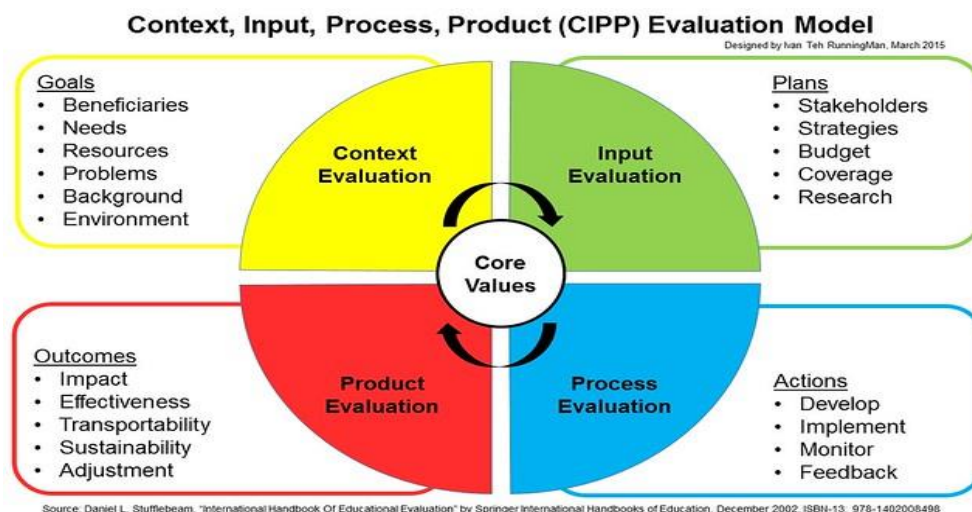 Context, Input, Process, Product (CIPP) Evaluation Model
Designed by Ivan Teh RunningMan, March 2015
Goals
• Beneficiaries
• Needs
• Resources
• Problems
• Background
• Environment
Context
Evaluation
Input
Evaluation
Plans
• Stakeholders
• Strategies
• Budget
• Coverage
• Research
Core
Values
Outcomes
• Impact
• Effectiveness
• Transportability
• Sustainability
• Adjustment
Product
Evaluation
Process
Evaluation
Actions
• Develop
• Implement
• Monitor
• Feedback
Source: Daniel L. Stufflebeam, "International Handbook Of Educational Evaluation" by Springer International Handbooks of Education, December 2002, ISBN-13: 978-1402008498